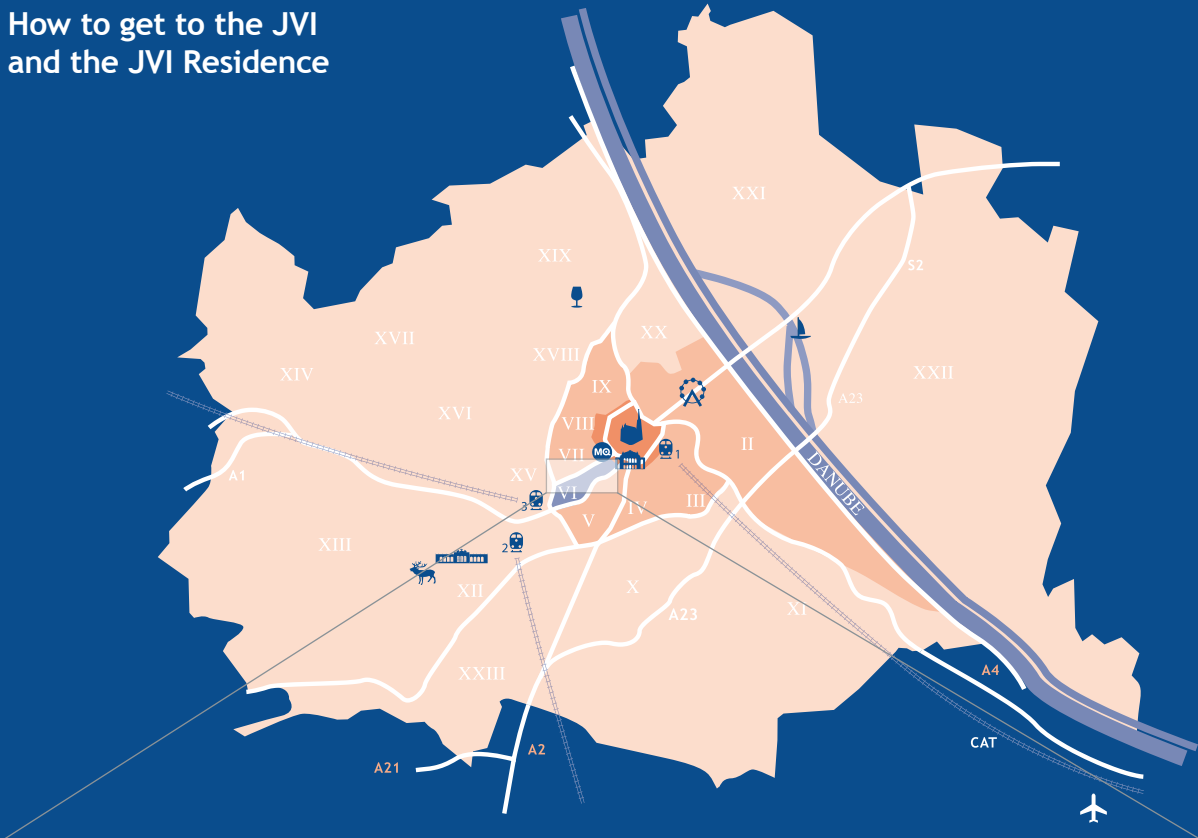 How to get to the JVI
and the JVI Residence
XXI
XIX
S2
XX
XVII
XVIII
XIV
XXII
IX
A23
XVI
VIII
II
MQ
VII
1
XV
A1
DANUBE
VI
III
3
IV
V
XIII
2
XII
X
XI
A23
XXIII
A4
CAT
A2
A21